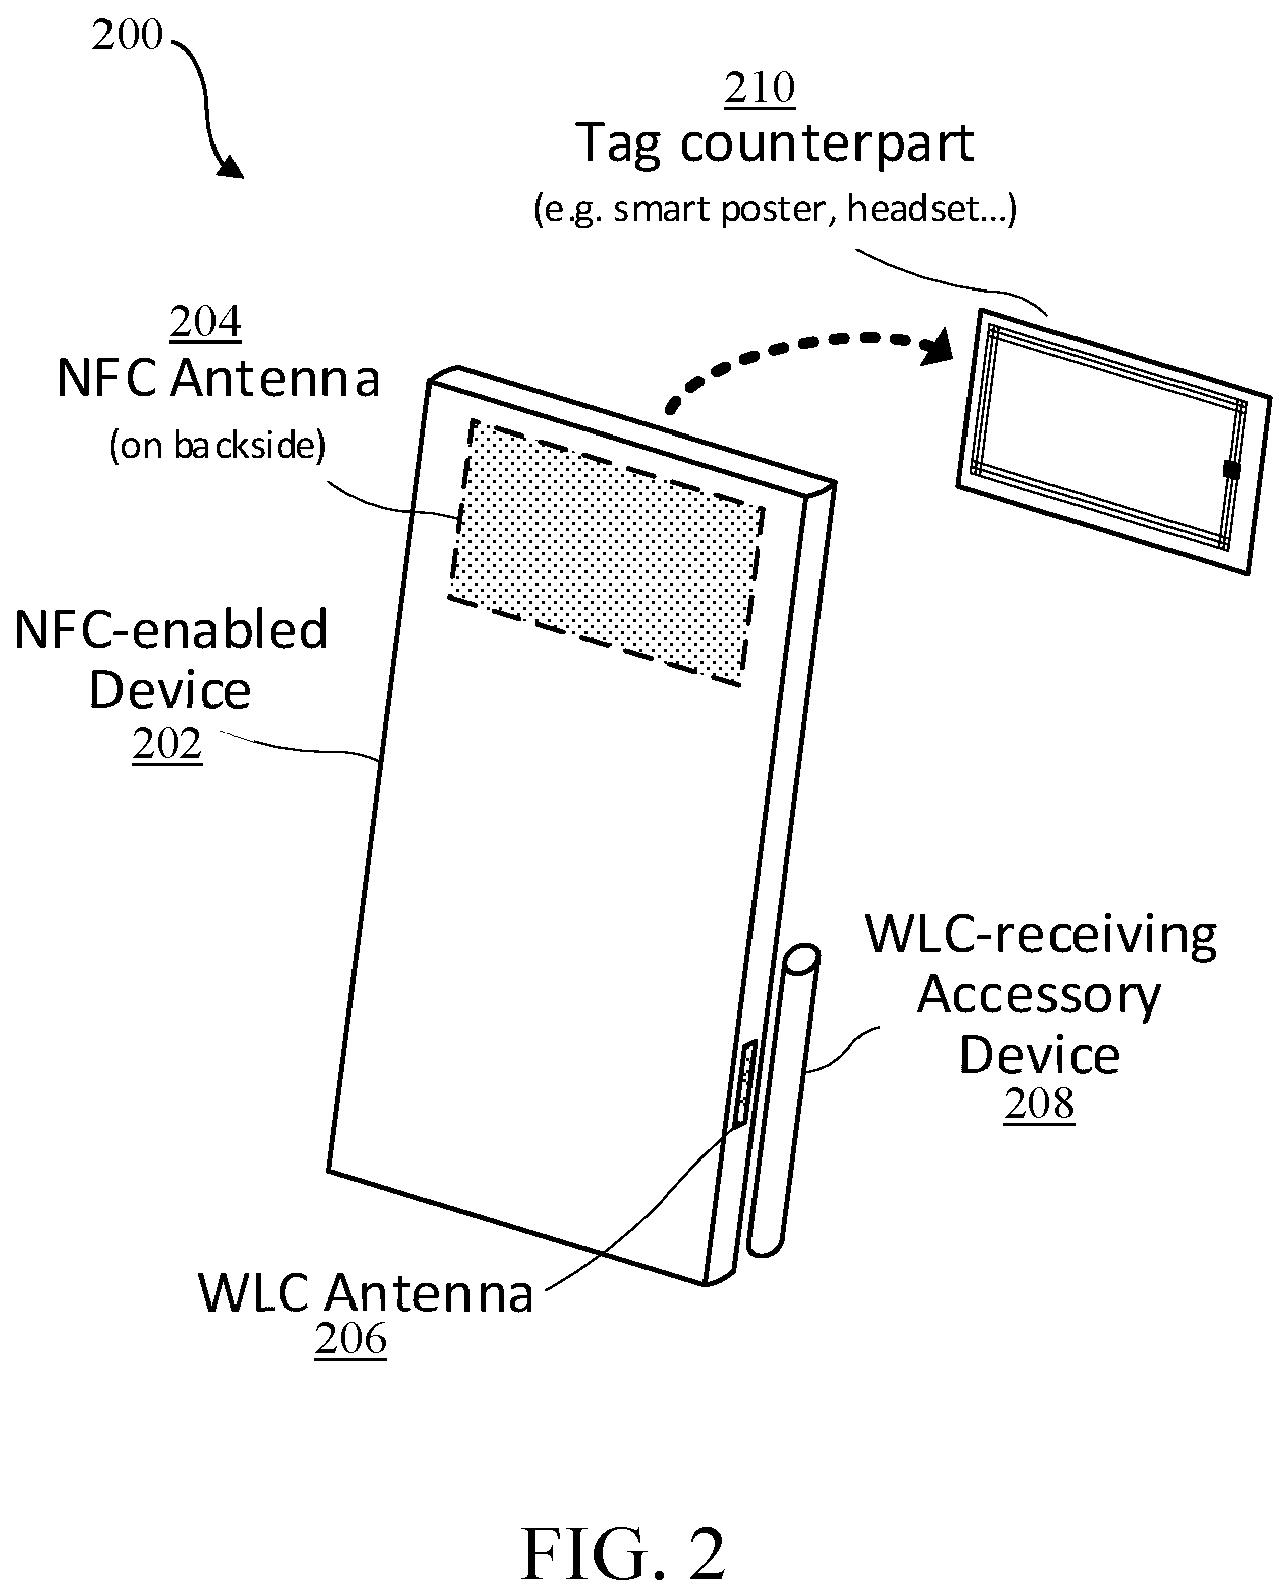 200
210
Tag counterpart
(e.g. smart poster, headset...)
204
NFC Antenna
(on backside)
NFC-enabled
Device
202
WLC-receiving
Accessory
Device
208
WLC Antenna
206
FIG. 2